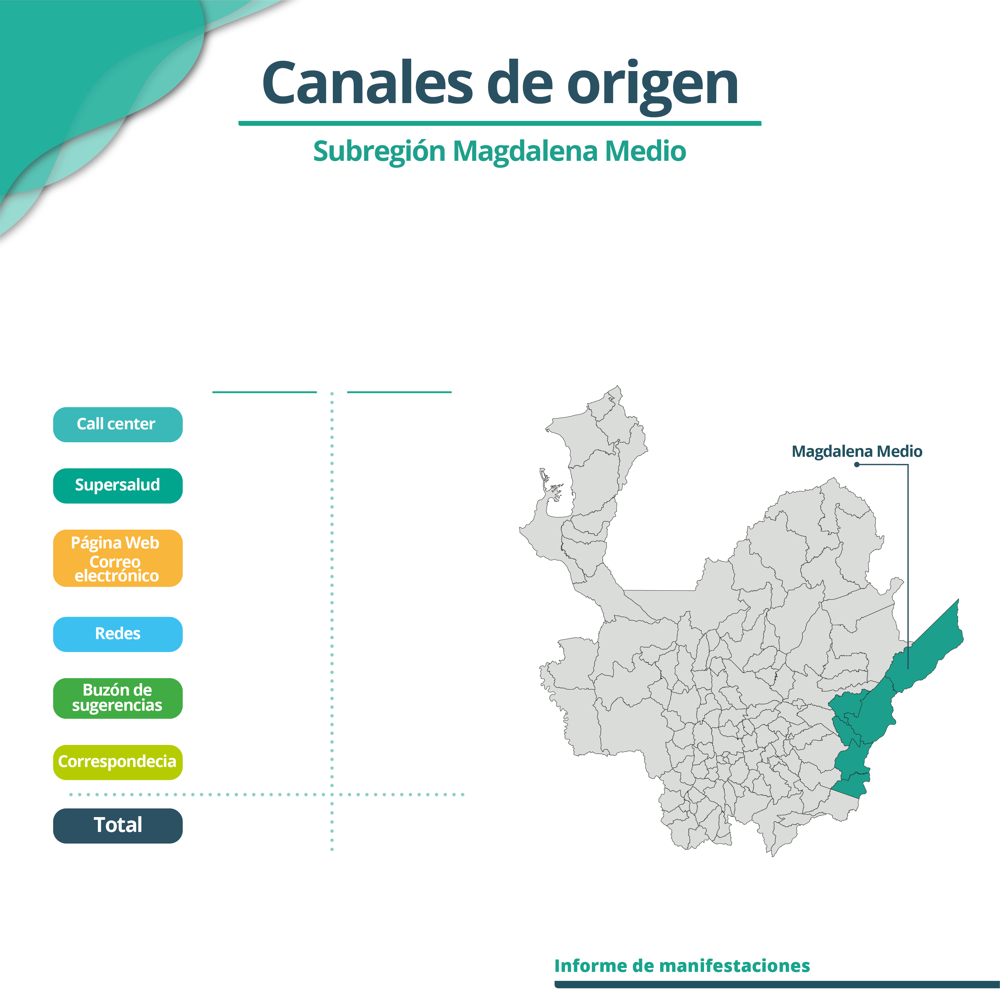 Canales de origen
Subregión Magdalena Medio
Call center
Supersalud
Página Web
Correo
electrónico
Redes
Buzón de
sugerencias
Correspondecia
Total
Magdalena Medio
Informe de manifestaciones